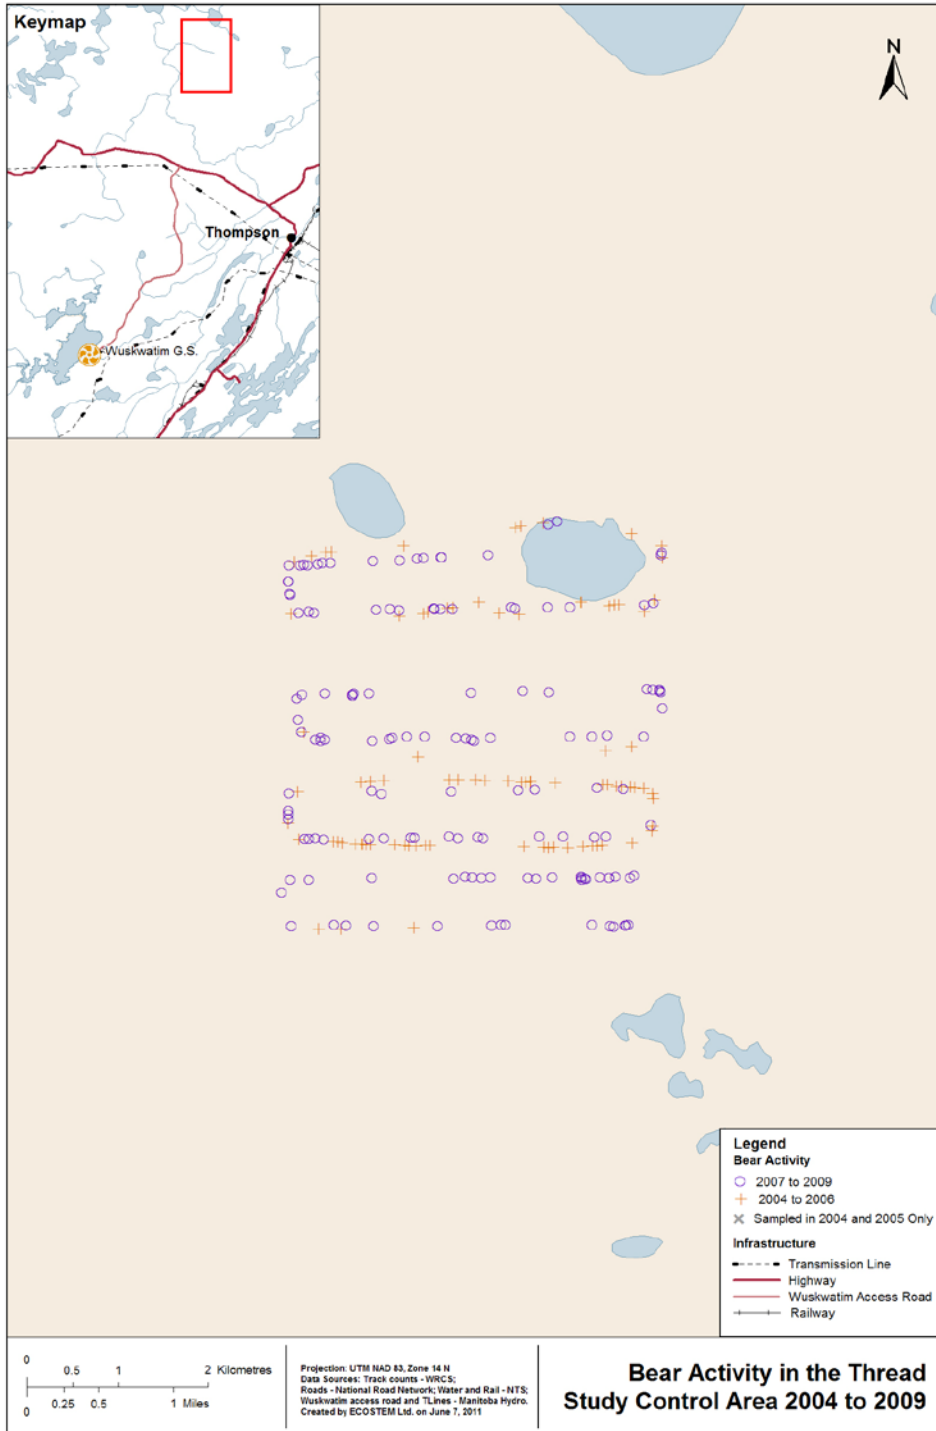 Keymap
N
Thompson
Wuskwatim G.S.
Legend
Bear Activity
2007 to 2009
2004 to 2006
Sampled in 2004 and 2005 Only
Infrastructure
Transmission Line
Highway
Wuskwatim Access Road
Railway
0
0.5 1 2 Kilometres
0.25 0.5 1 Miles
0
Projection: UTM NAD 83, Zone 14 N
Data Sources: Track counts - WRCS;
Roads - National Road Network; Water and Rail - NTS;
Wuskwatim access road and TLines - Manitoba Hydro.
Created by ECOSTEM Ltd. on June 7, 2011
Bear Activity in the Thread
Study Control Area 2004 to 2009